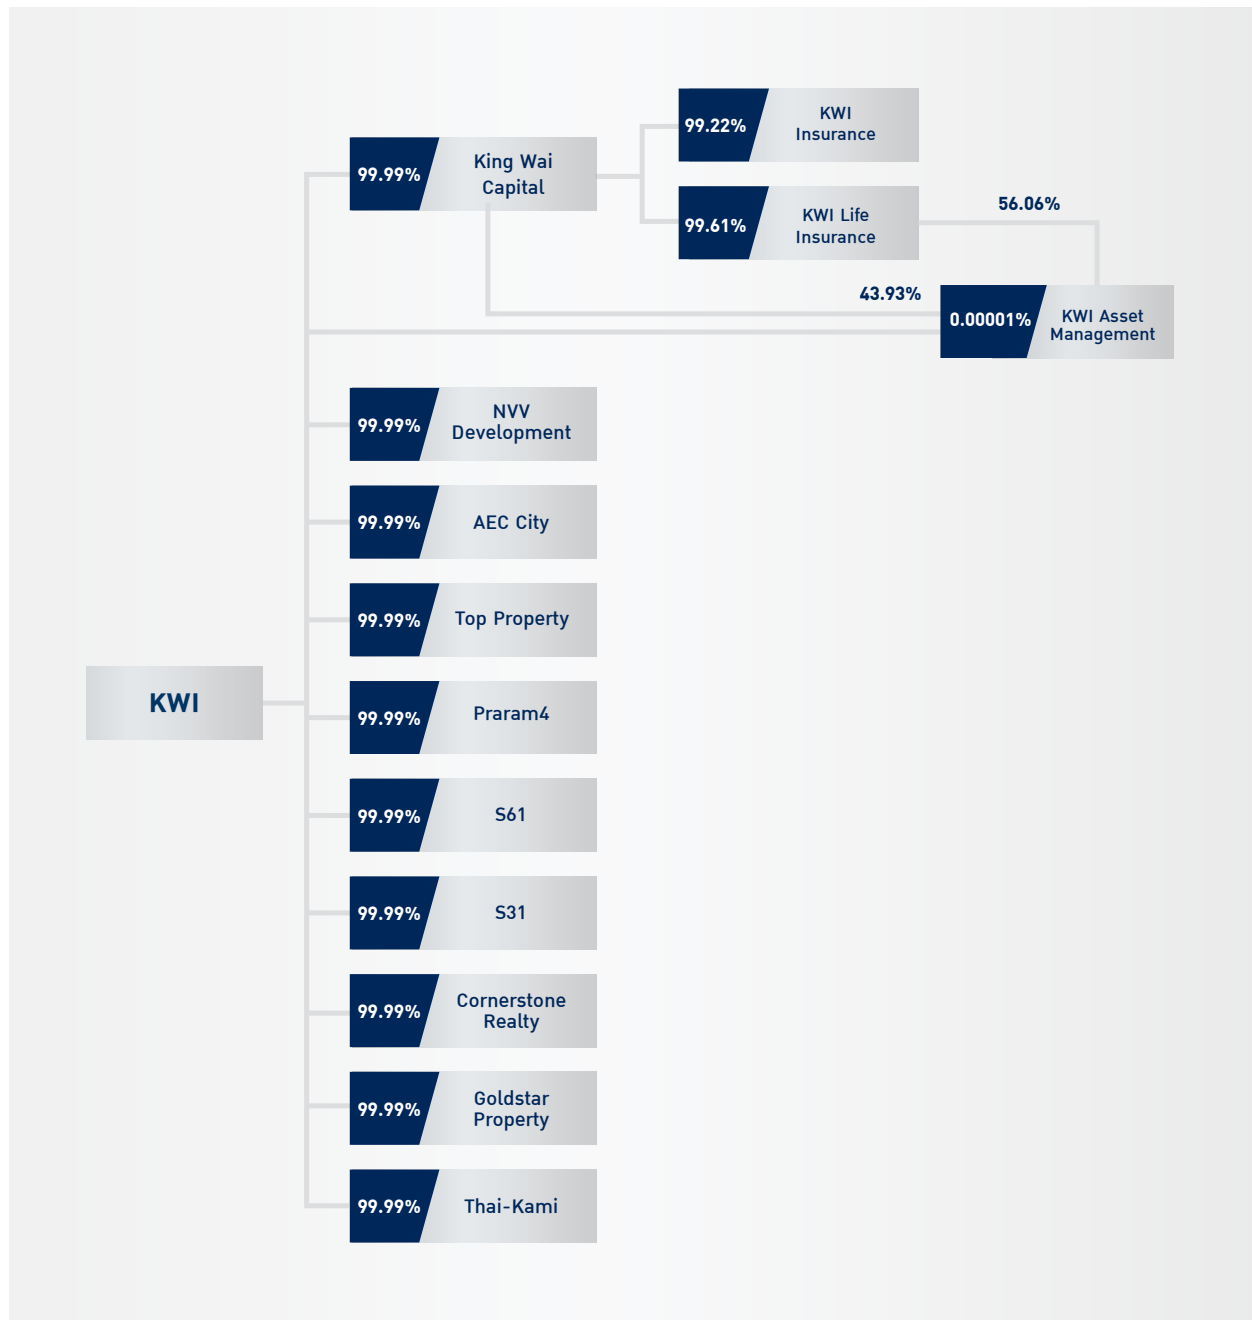 99.22%
KWI
Insurance
99.99%
King Wai
Capital
99.61%
KWI Life
Insurance
56.06%
43.93%
0.00001%
KWI Asset
Management
99.99%
NVV
Development
99.99%
AEC City
99.99%
Top Property
KWI
99.99%
Praram4
99.99%
S61
99.99%
S31
99.99%
Cornerstone
Realty
99.99%
Goldstar
Property
99.99%
Thai-Kami